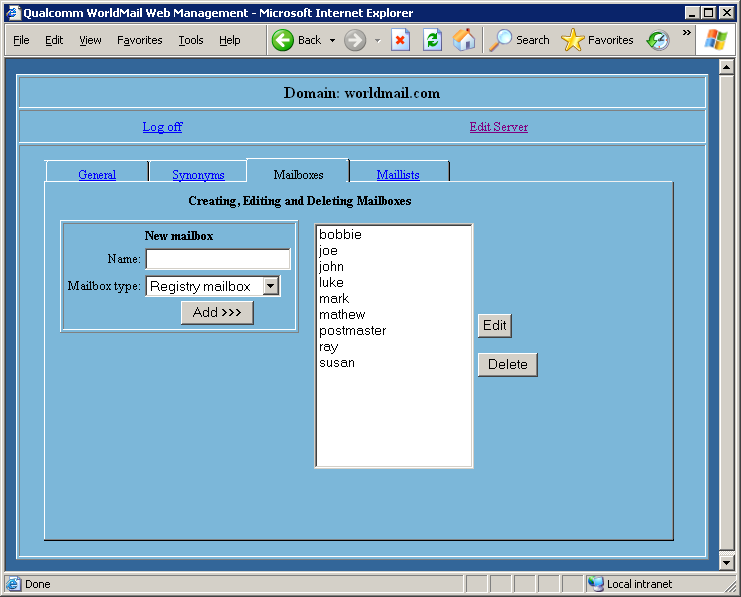 Qualcomm WorldMail Web Management - Microsoft Internet Explorer
File Edit View Favorites Tools Help Back Search Favorites »
Domain: worldmail.com
Log off Edit Server
General Synonyms Mailboxes Maillists
Creating, Editing and Deleting Mailboxes
New mailbox
Name:
Mailbox type: Registry mailbox
Add >>>
bobbie
joe
john
luke
mark
mathew
postmaster
ray
susan
Edit
Delete
Done Local intranet